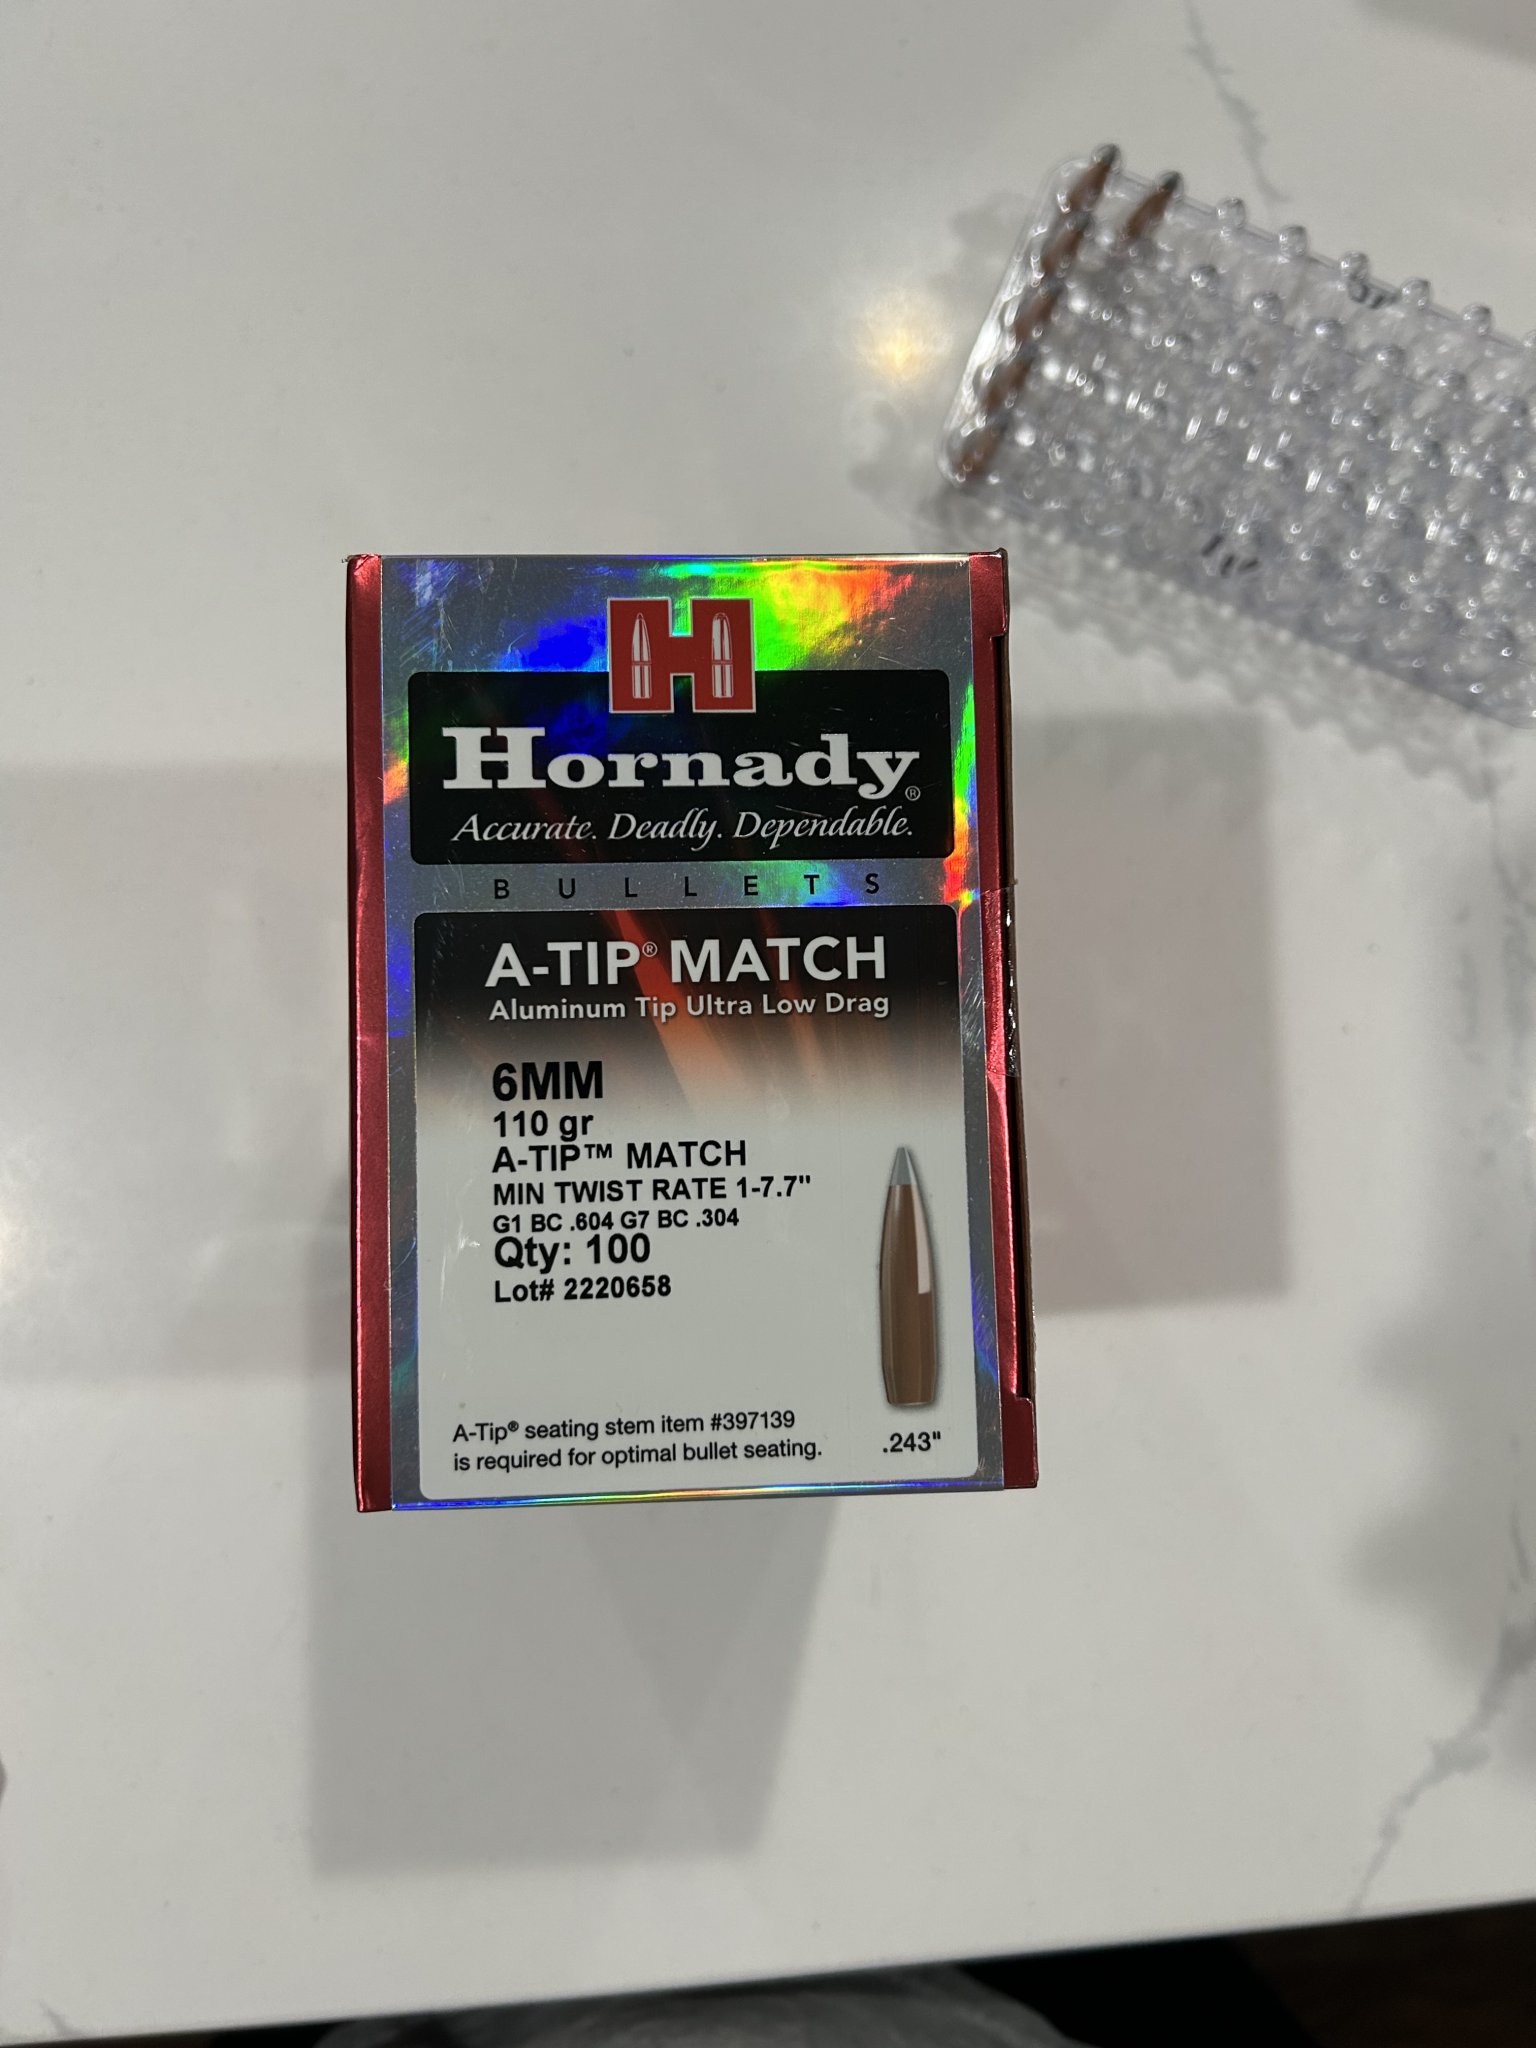 H
Hornady®
Accurate. Deadly. Dependable.
BULLETS
A-TIP® MATCH
Aluminum Tip Ultra Low Drag
6MM
110 gr
A-TIP™ MATCH
MIN TWIST RATE 1-7.7"
G1 BC .604 G7 BC .304
Qty: 100
Lot# 2220658
A-Tip® seating stem item #397139
is required for optimal bullet seating.
.243"